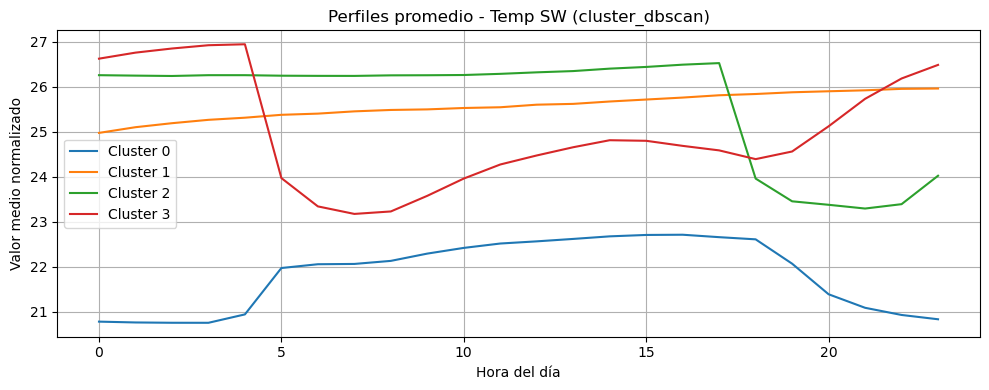 Perfiles promedio - Temp SW (cluster_dbscan)
Valor medio normalizado
27
26
25
24
23
22
21
Cluster 0
Cluster 1
Cluster 2
Cluster 3
0 5 10 15 20
Hora del día